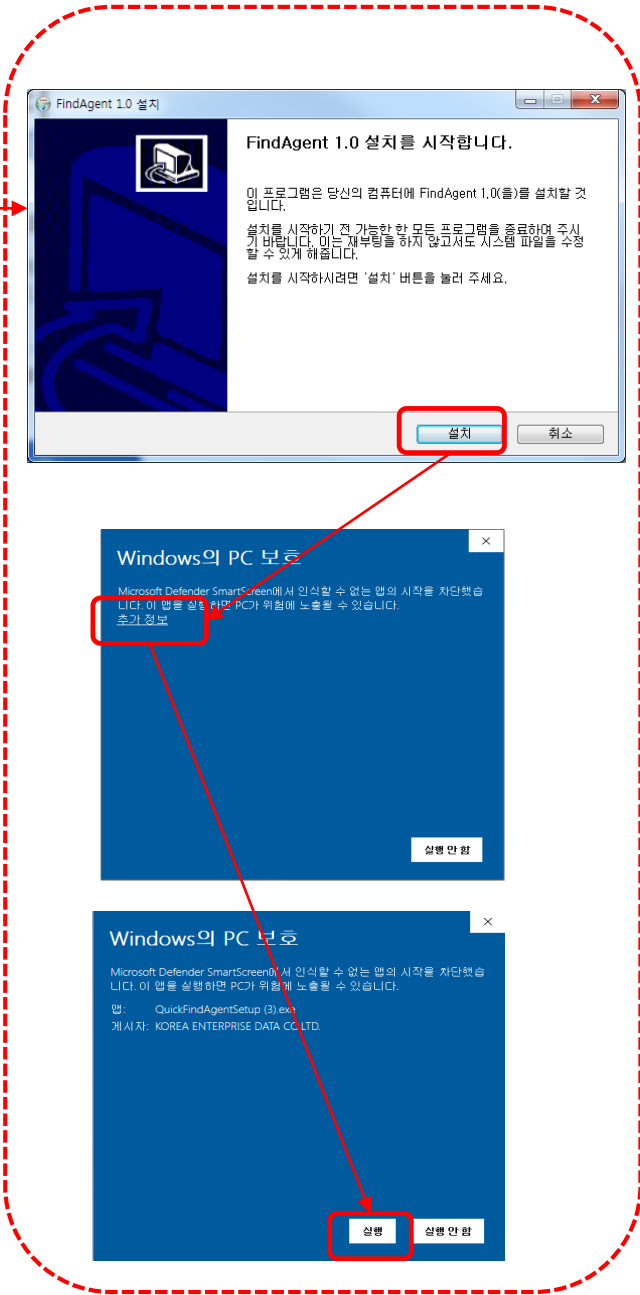 FindAgent 1.0 설치
FindAgent 1.0 설치를 시작합니다.
이 프로그램은 당신의 컴퓨터에 FindAgent 1.0(을)를 설치할 것
입니다.
설치를 시작하기 전 가능한 한 모든 프로그램을 종료하여 주시
기 바랍니다. 이는 재부팅을 하지 않고서도 시스템 파일을 수정
할 수 있게 해줍니다.
설치를 시작하시려면 '설치' 버튼을 눌러 주세요.
설치
취소
Windows의 PC 보호
Microsoft Defender SmartScreen에서 인식할 수 없는 앱의 시작을 차단했습
니다. 이 앱을 실행하면 PC가 위험에 노출될 수 있습니다.
추가 정보
실행 안 함
Windows의 PC 보호
Microsoft Defender SmartScreen에서 인식할 수 없는 앱의 시작을 차단했습
니다. 이 앱을 실행하면 PC가 위험에 노출될 수 있습니다.
앱: QuickFindAgentSetup (3).exe
게시자: KOREA ENTERPRISE DATA CO.LTD.
실행
실행 안 함